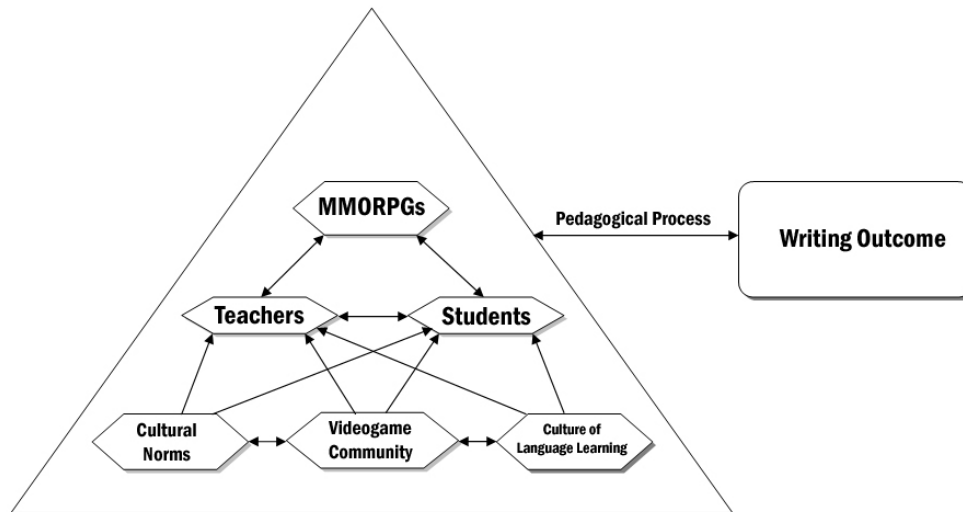 MMORPGs
Pedagogical Process
Writing Outcome
Teachers
Students
Cultural
Norms
Videogame
Community
Culture of
Language Learning